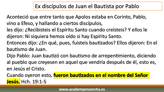 Ex discípulos de Juan el Bautista por Pablo
Aconteció que entre tanto que Apolos estaba en Corinto, Pablo,
vino a Efeso, y hallando a ciertos discípulos,
les dijo: ¿Recibisteis el Espíritu Santo cuando creísteis? Y ellos le
dijeron: Ni siquiera hemos oído si hay Espíritu Santo.
Entonces dijo: ¿En qué, pues, fuisteis bautizados? Ellos dijeron: En el
bautismo de Juan.
Dijo Pablo: Juan bautizó con bautismo de arrepentimiento, diciendo
al pueblo que creyesen en aquel que vendría después de él, esto es,
en Jesús el Cristo.
Cuando oyeron esto, fueron bautizados en el nombre del Señor
Jesús. Hch. 19:1-5
www.academiamaranatha.es